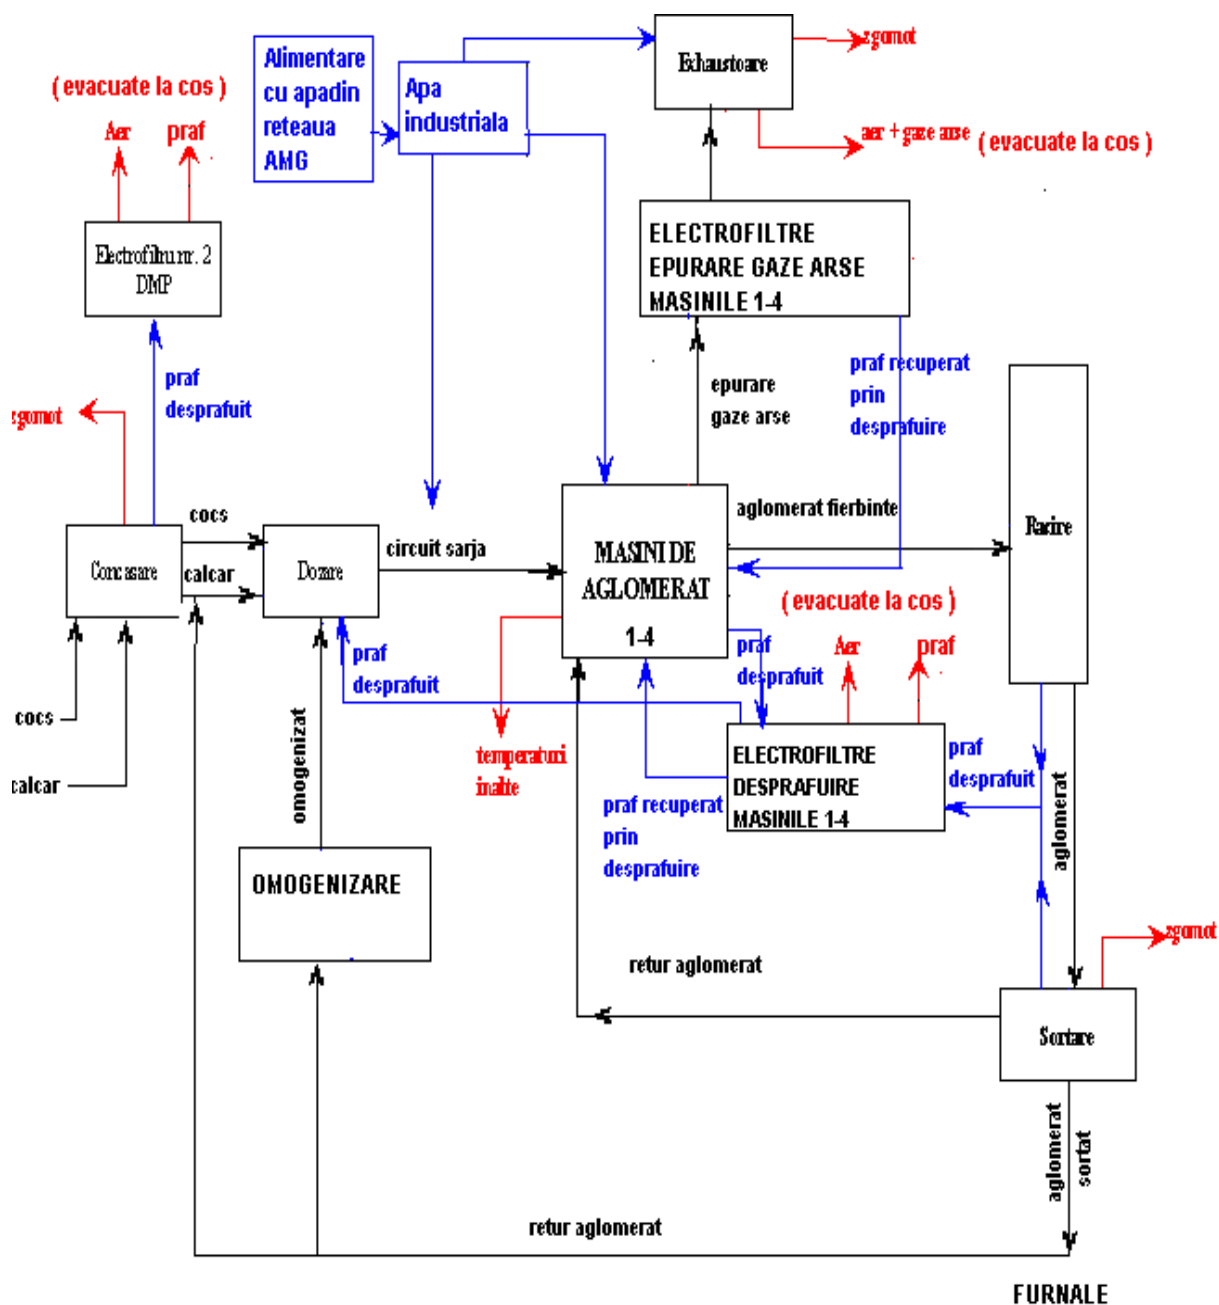 Alimentare
cu apadin
reteaua
AMG
Apa
industriala
Exhaustoare
zgomot
aer + gaze arse ( evacuate la cos )
( evacuate la cos )
Aer praf
Electrofiltru nr. 2
DMP
ELECTROFILTRE
EPURARE GAZE ARSE
MASINILE 1-4
praf
desprafuit
zgomot
epurare
gaze arse
praf recuperat
prin
desprafuire
cocs
calcar
Concasare
Dozare
circuit sarja
MASINI DE
AGLOMERAT
1-4
aglomerat fierbinte
Racire
( evacuate la cos )
Aer praf
praf
desprafuit
praf
desprafuit
cocs
calcar
omogenizat
temperaturi
inalte
ELECTROFILTRE
DESPRAFUIRE
MASINILE 1-4
praf
desprafuit
praf recuperat
prin
desprafuire
aglomerat
OMOGENIZARE
retur aglomerat
zgomot
Sortare
aglomerat
sortat
retur aglomerat
FURNALE